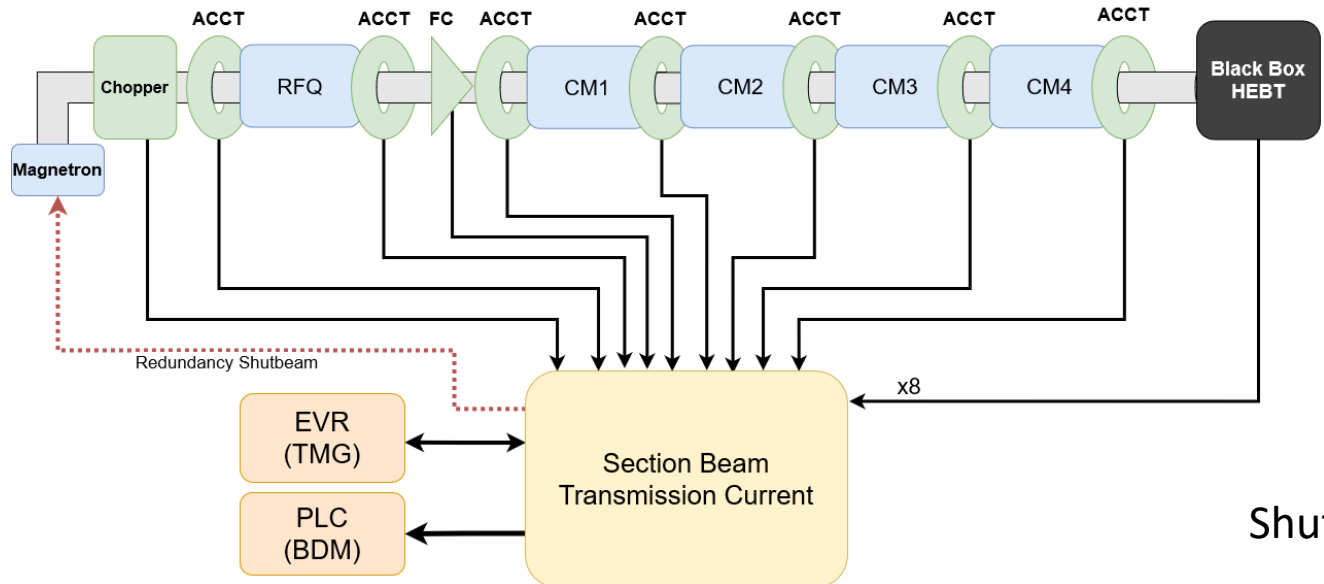 ACCT
ACCT
FC
ACCT
ACCT
ACCT
ACCT
ACCT
Chopper
RFQ
CM1
CM2
CM3
CM4
Black Box
HEBT
Magnetron
Redundancy Shutbeam
x8
EVR
(TMG)
Section Beam
Transmission Current
PLC
(BDM)
Shut